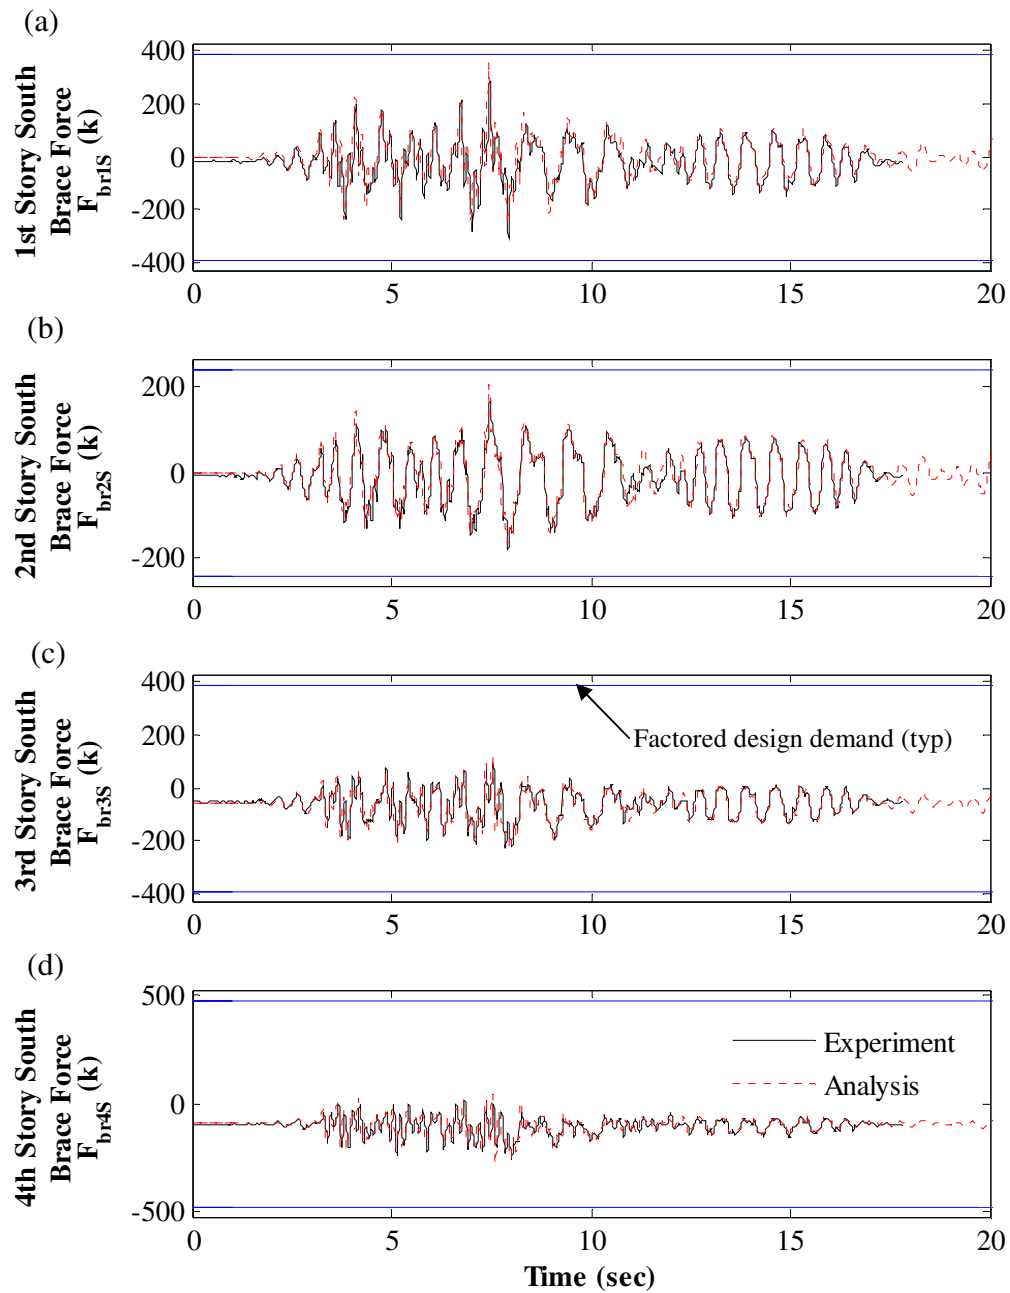 (a)
1st Story South
Brace Force
F_br1S (k)
400
200
0
-200
-400
0 5 10 15 20
(b)
2nd Story South
Brace Force
F_br2S (k)
200
0
-200
0 5 10 15 20
(c)
3rd Story South
Brace Force
F_br3S (k)
400
200
0
-200
-400
Factored design demand (typ)
0 5 10 15 20
(d)
4th Story South
Brace Force
F_br4S (k)
500
0
-500
Experiment
Analysis
0 5 10 15 20
Time (sec)